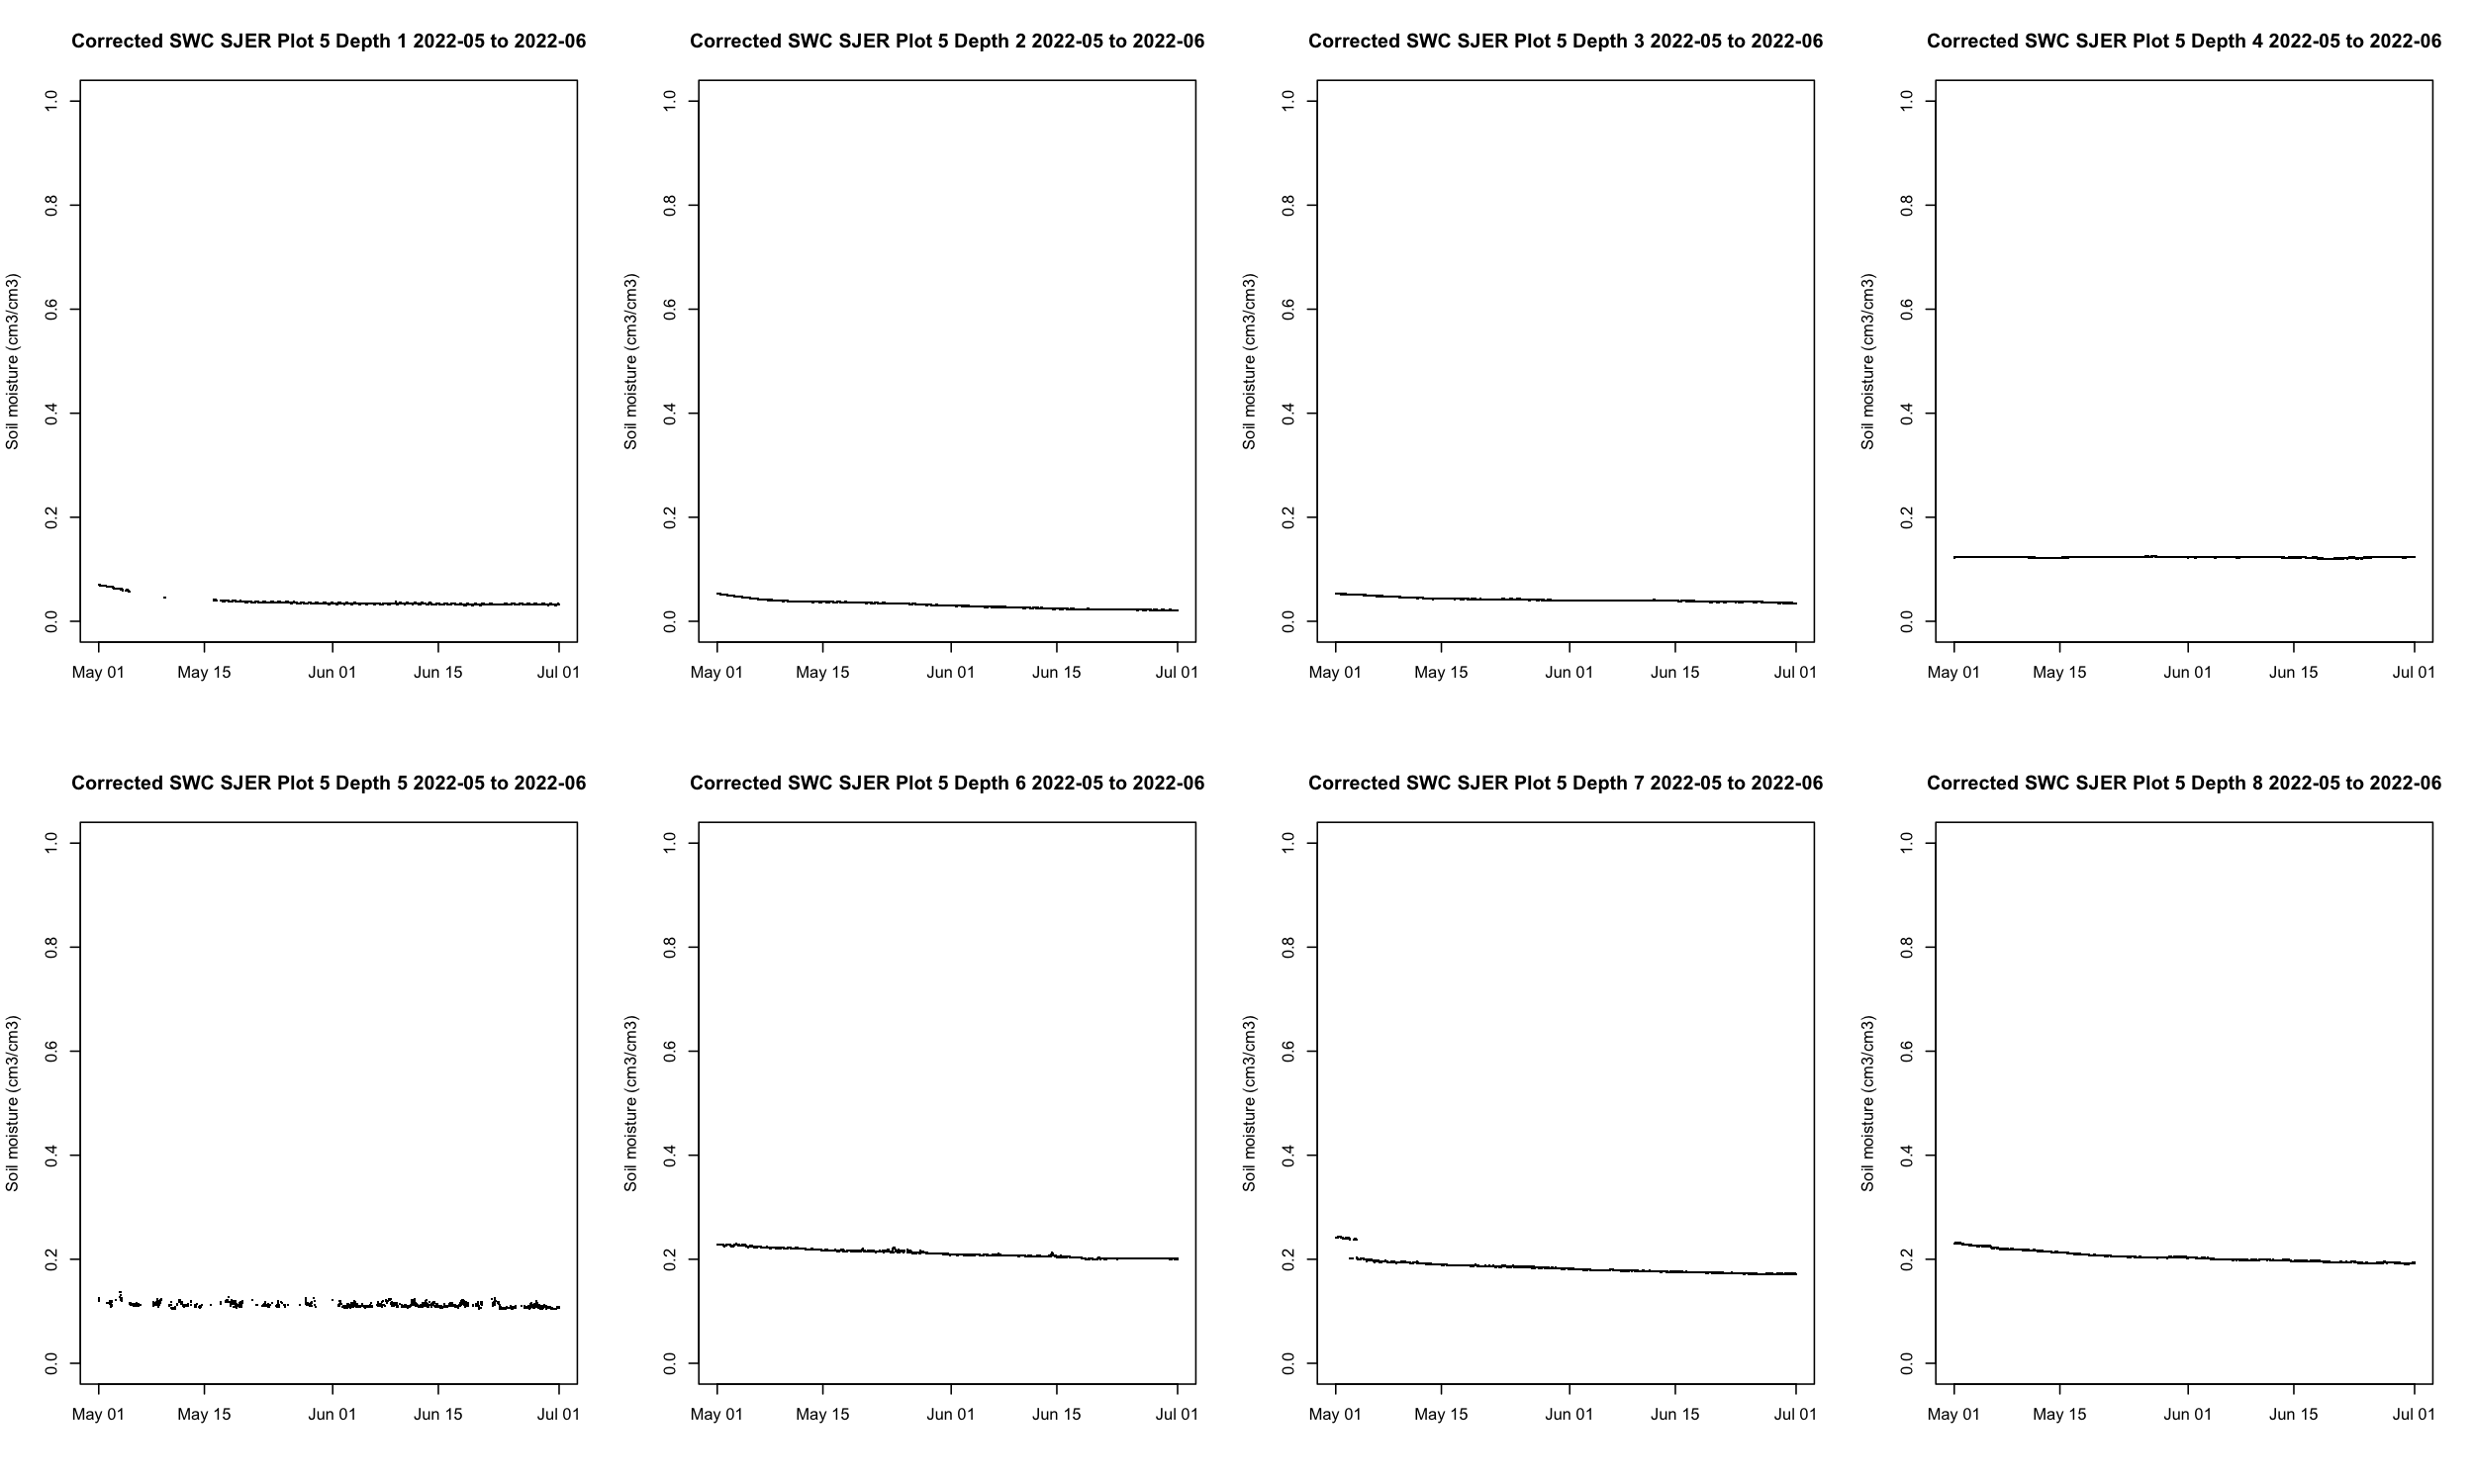 Corrected SWC SJER Plot 5 Depth 1 2022-05 to 2022-06
Soil moisture (cm3/cm3)
1.0
0.8
0.6
0.4
0.2
0.0
May 01 May 15 Jun 01 Jun 15 Jul 01
Corrected SWC SJER Plot 5 Depth 2 2022-05 to 2022-06
Soil moisture (cm3/cm3)
1.0
0.8
0.6
0.4
0.2
0.0
May 01 May 15 Jun 01 Jun 15 Jul 01
Corrected SWC SJER Plot 5 Depth 3 2022-05 to 2022-06
Soil moisture (cm3/cm3)
1.0
0.8
0.6
0.4
0.2
0.0
May 01 May 15 Jun 01 Jun 15 Jul 01
Corrected SWC SJER Plot 5 Depth 4 2022-05 to 2022-06
Soil moisture (cm3/cm3)
1.0
0.8
0.6
0.4
0.2
0.0
May 01 May 15 Jun 01 Jun 15 Jul 01
Corrected SWC SJER Plot 5 Depth 5 2022-05 to 2022-06
Soil moisture (cm3/cm3)
1.0
0.8
0.6
0.4
0.2
0.0
May 01 May 15 Jun 01 Jun 15 Jul 01
Corrected SWC SJER Plot 5 Depth 6 2022-05 to 2022-06
Soil moisture (cm3/cm3)
1.0
0.8
0.6
0.4
0.2
0.0
May 01 May 15 Jun 01 Jun 15 Jul 01
Corrected SWC SJER Plot 5 Depth 7 2022-05 to 2022-06
Soil moisture (cm3/cm3)
1.0
0.8
0.6
0.4
0.2
0.0
May 01 May 15 Jun 01 Jun 15 Jul 01
Corrected SWC SJER Plot 5 Depth 8 2022-05 to 2022-06
Soil moisture (cm3/cm3)
1.0
0.8
0.6
0.4
0.2
0.0
May 01 May 15 Jun 01 Jun 15 Jul 01